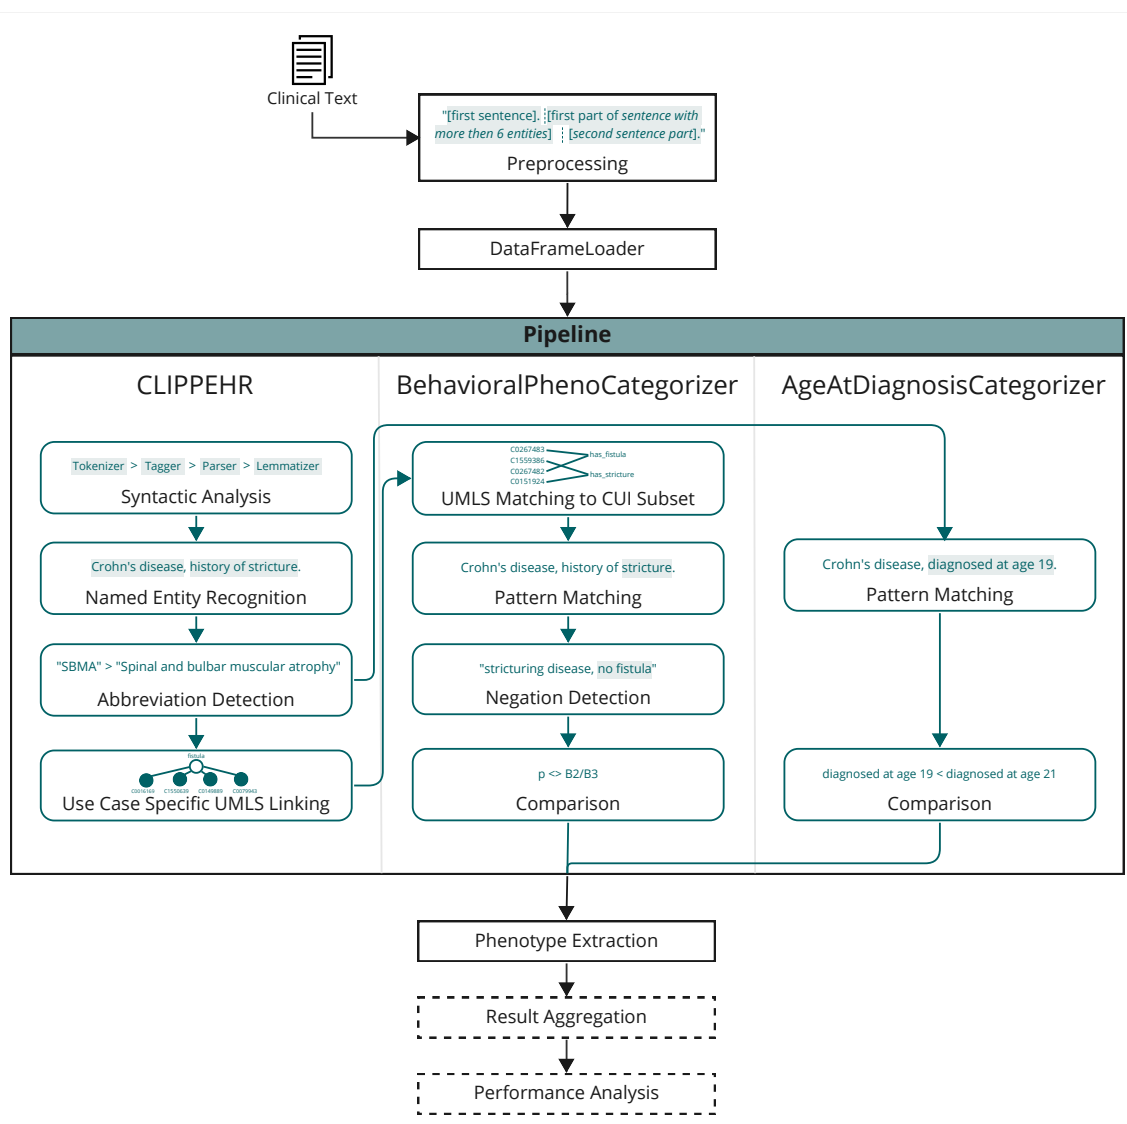 Clinical Text
"[first sentence]. [first part of sentence with
more then 6 entities] [second sentence part]."
Preprocessing
DataFrameLoader
Pipeline
CLIPPEHR
Tokenizer > Tagger > Parser > Lemmatizer
Syntactic Analysis
Crohn's disease, history of stricture.
Named Entity Recognition
"SBMA" > "Spinal and bulbar muscular atrophy"
Abbreviation Detection
fistula
C0016169 C1550639 C0149889 C0079943
Use Case Specific UMLS Linking
BehavioralPhenoCategorizer
C0267483
C1559386
C0267482
C0151924
has_fistula
has_stricture
UMLS Matching to CUI Subset
Crohn's disease, history of stricture.
Pattern Matching
"stricturing disease, no fistula"
Negation Detection
p <> B2/B3
Comparison
AgeAtDiagnosisCategorizer
Crohn's disease, diagnosed at age 19.
Pattern Matching
diagnosed at age 19 < diagnosed at age 21
Comparison
Phenotype Extraction
Result Aggregation
Performance Analysis